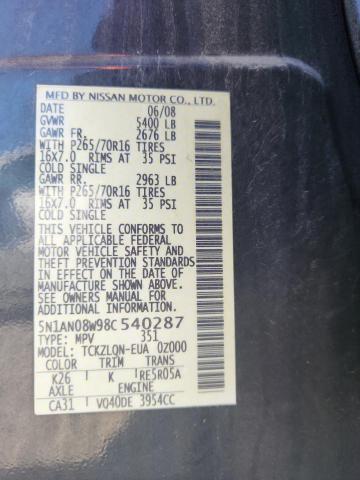 MFD BY NISSAN MOTOR CO., LTD.
DATE 06/08
GVWR 5400 LB
GAWR FR. 2676 LB
WITH P265/70R16 TIRES
16X7.0 RIMS AT 35 PSI
COLD SINGLE
GAWR RR. 2963 LB
WITH P265/70R16 TIRES
16X7.0 RIMS AT 35 PSI
COLD SINGLE
THIS VEHICLE CONFORMS TO
ALL APPLICABLE FEDERAL
MOTOR VEHICLE SAFETY AND
THEFT PREVENTION STANDARDS
IN EFFECT ON THE DATE OF
MANUFACTURE SHOWN ABOVE.
SEE OWNERS MANUAL FOR
ADDITIONAL INFORMATION.
5N1AN08W98C540287
TYPE: MPV 351
MODEL: TCKZLQN-EUA 0Z000
COLOR TRIM TRANS
K26 K RE5R05A
AXLE ENGINE
CA31 VQ40DE 3954CC